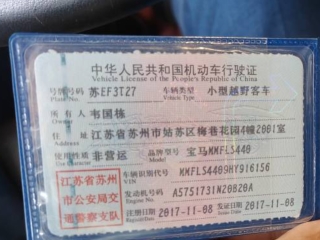 中华人民共和国机动车行驶证
Vehicle License of the People's Republic of China
号牌号码 苏EF3T27 车辆类型 小型越野客车
Plate No. Vehicle Type
所有人 韦国栋
Owner
住址 江苏省苏州市姑苏区梅巷花园4幢2001室
Address
使用性质 非营运 品牌型号 宝马MMFLS440
Use Character Model
江苏省苏州市公安局交通警察支队
车辆识别代号 MMFLS4409HY916156
VIN
发动机号码 A5751731N20B20A
Engine No.
注册日期 2017-11-08 发证日期 2017-11-08
Register Date Issue Date